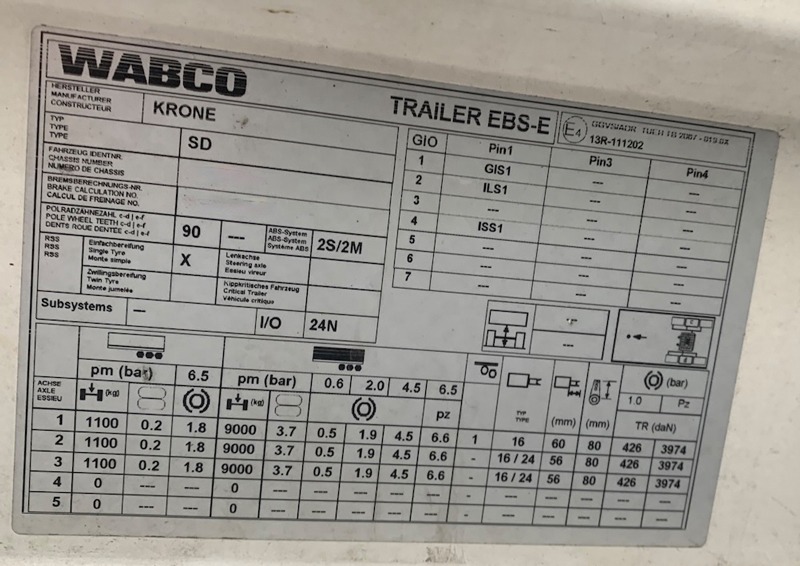 WABCO
TRAILER EBS-E
E4
GGVS/ADR TUEH TB 2007 - 019.0X
13R-111202
HERSTELLER
MANUFACTURER
CONSTRUCTEUR
KRONE
TYP
TYPE
TYPE
SD
FAHRZEUG IDENTNR.
CHASSIS NUMBER
NUMERO DE CHASSIS
BREMSBERECHNUNGS-NR.
BRAKE CALCULATION NO.
CALCUL DE FREINAGE NO.
POLRADZAHNEZAHL c-d | e-f
POLE WHEEL TEETH c-d | e-f
DENTS ROUE DENTEE c-d | e-f
90 ---
ABS-System
ABS-System
Systeme ABS
2S/2M
RSS
RSS
RSS
Einfachbereifung
Single Tyre
Monte simple
X
Lenkachse
Steering axle
Essieu vireur
Zwillingsbereifung
Twin Tyre
Monte jumelés
Kippkritisches Fahrzeug
Critical Trailer
Véhicule critique
Subsystems --
I/O 24N
GIO Pin1 Pin3 Pin4
1 GIS1 --- ---
2 ILS1 --- ---
3 --- --- ---
4 ISS1 --- ---
5 --- --- ---
6 --- --- ---
7 --- --- ---
---
---
pm (bar) 6.5 pm (bar) 0.6 2.0 4.5 6.5 (bar)
ACHSE
AXLE
ESSIEU
(kg) (kg) pz TYP
TYPE
(mm) (mm) 1.0 Pz
TR (daN)
1 1100 0.2 1.8 9000 3.7 0.5 1.9 4.5 6.6 1 16 60 80 426 3974
2 1100 0.2 1.8 9000 3.7 0.5 1.9 4.5 6.6 - 16 / 24 56 80 426 3974
3 1100 0.2 1.8 9000 3.7 0.5 1.9 4.5 6.6 - 16 / 24 56 80 426 3974
4 0 --- --- 0 --- --- --- --- --- - --- --- --- --- ---
5 0 --- --- 0 --- --- --- --- --- - --- --- --- --- ---